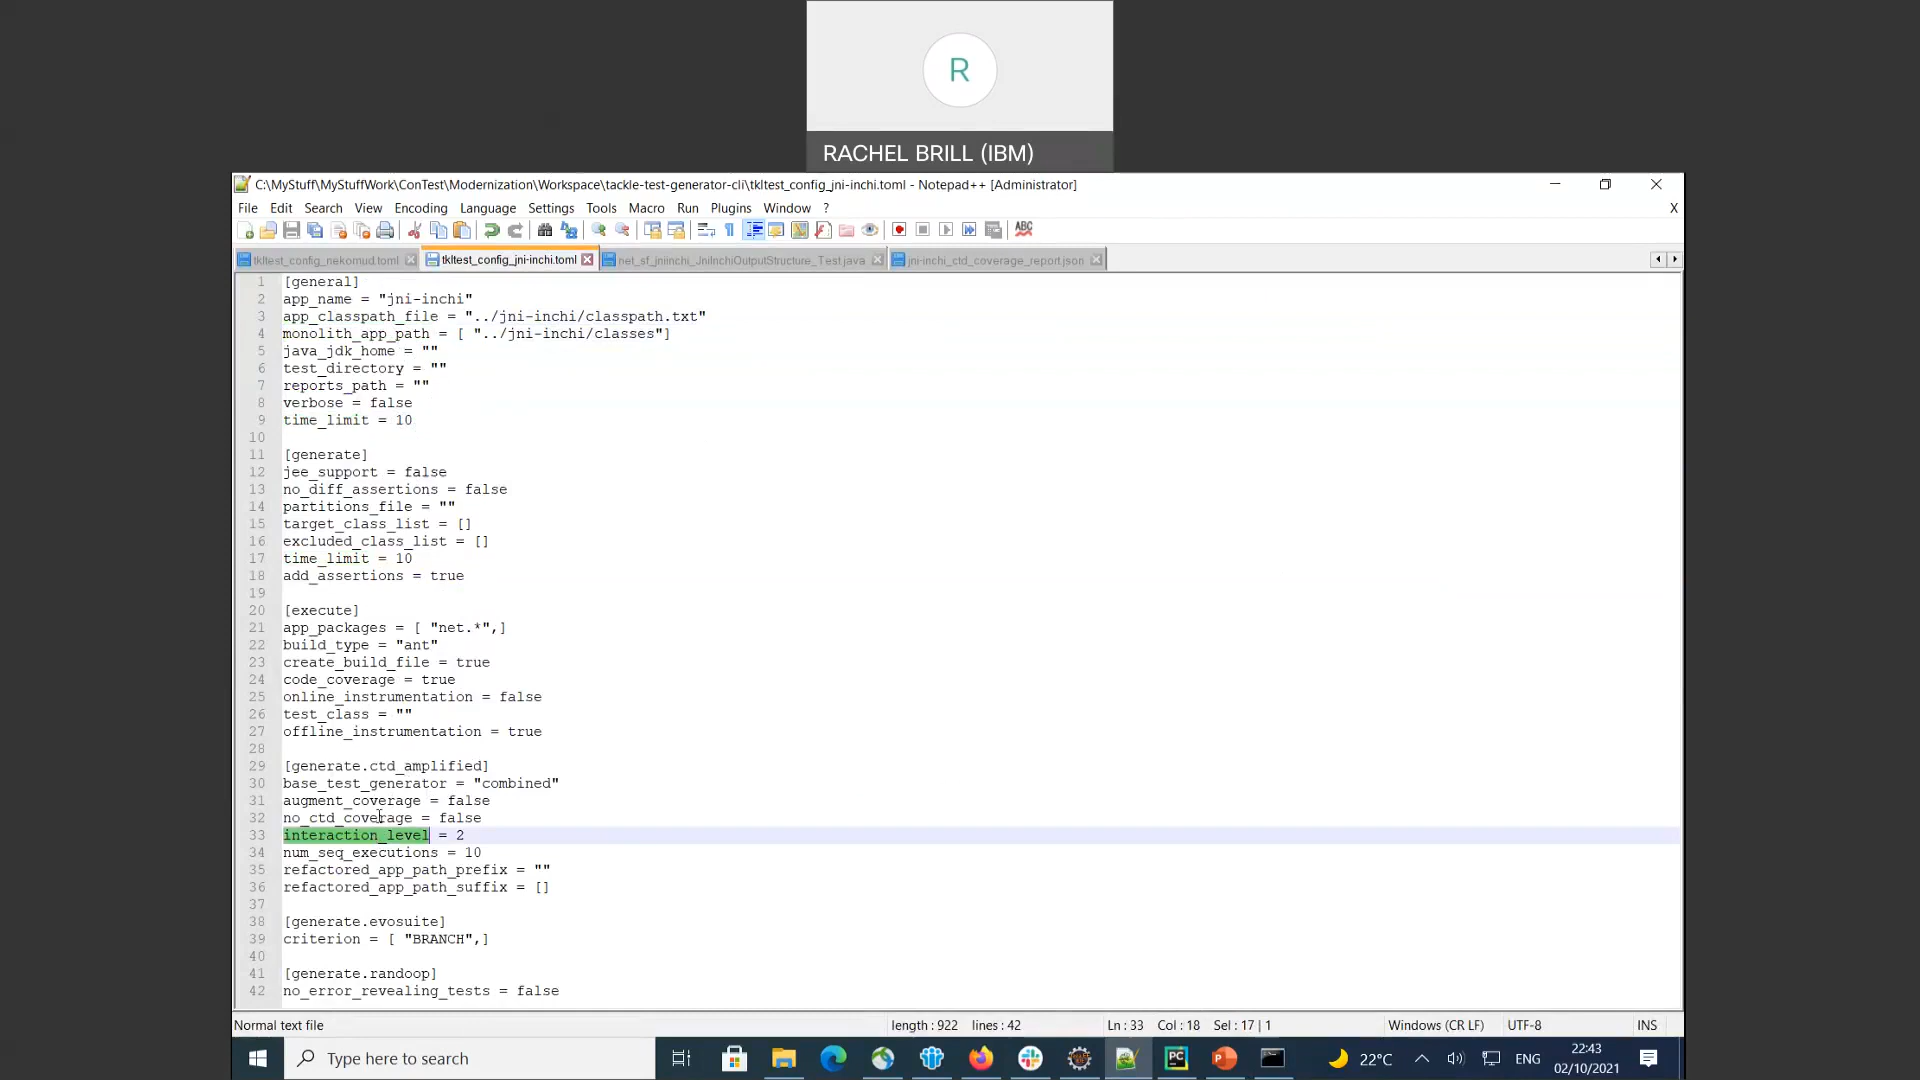 R
RACHEL BRILL (IBM)
C:\MyStuff\MyStuffWork\ConTest\Modernization\Workspace\tackle-test-generator-cli\tkltest_config_jni-inchi.toml - Notepad++ [Administrator]
File Edit Search View Encoding Language Settings Tools Macro Run Plugins Window ? X
ABC
tkltest_config_nekomud.toml tkltest_config_jni-inchi.toml net_sf_jniinchi_JniInchiOutputStructure_Test.java jni-inchi_ctd_coverage_report.json
1 [general]
2 app_name = "jni-inchi"
3 app_classpath_file = "../jni-inchi/classpath.txt"
4 monolith_app_path = [ "../jni-inchi/classes"]
5 java_jdk_home = ""
6 test_directory = ""
7 reports_path = ""
8 verbose = false
9 time_limit = 10
10
11 [generate]
12 jee_support = false
13 no_diff_assertions = false
14 partitions_file = ""
15 target_class_list = []
16 excluded_class_list = []
17 time_limit = 10
18 add_assertions = true
19
20 [execute]
21 app_packages = [ "net.*",]
22 build_type = "ant"
23 create_build_file = true
24 code_coverage = true
25 online_instrumentation = false
26 test_class = ""
27 offline_instrumentation = true
28
29 [generate.ctd_amplified]
30 base_test_generator = "combined"
31 augment_coverage = false
32 no_ctd_coverage = false
33 interaction_level = 2
34 num_seq_executions = 10
35 refactored_app_path_prefix = ""
36 refactored_app_path_suffix = []
37
38 [generate.evosuite]
39 criterion = [ "BRANCH",]
40
41 [generate.randoop]
42 no_error_revealing_tests = false
Normal text file length : 922 lines : 42 Ln : 33 Col : 18 Sel : 17 | 1 Windows (CR LF) UTF-8 INS
Type here to search PC P 22°C ENG 22:43
02/10/2021